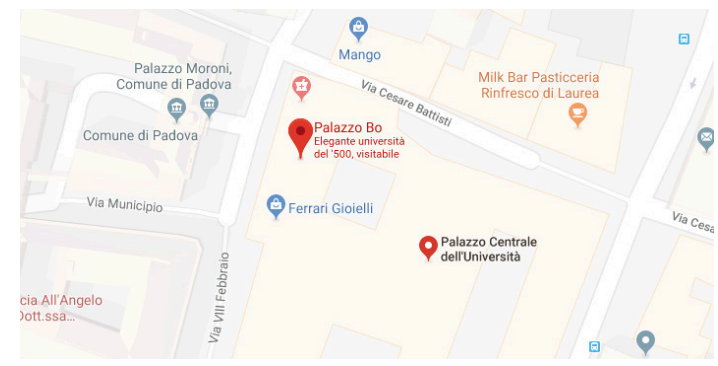 Mango
Palazzo Moroni,
Comune di Padova
Milk Bar Pasticceria
Rinfresco di Laurea
Via Cesare Battisti
Palazzo Bo
Elegante università
del '500, visitabile
Comune di Padova
Via Municipio
Ferrari Gioielli
Via Cesa
Palazzo Centrale
dell'Università
Via VIII Febbraio
cia All'Angelo
Dott.ssa...